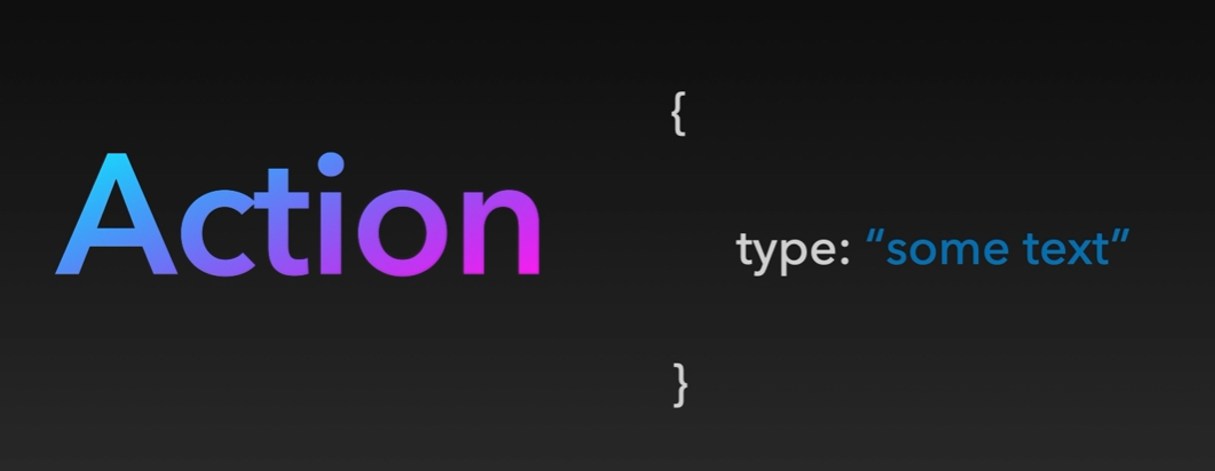 Action
{
type: “some text”
}